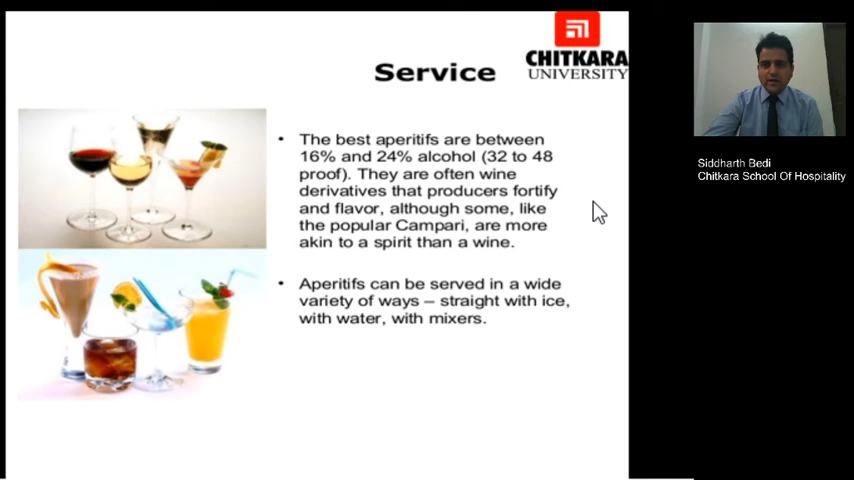 CHITKARA
UNIVERSITY
Service
• The best aperitifs are between
16% and 24% alcohol (32 to 48
proof). They are often wine
derivatives that producers fortify
and flavor, although some, like
the popular Campari, are more
akin to a spirit than a wine.
• Aperitifs can be served in a wide
variety of ways – straight with ice,
with water, with mixers.
Siddharth Bedi
Chitkara School Of Hospitality